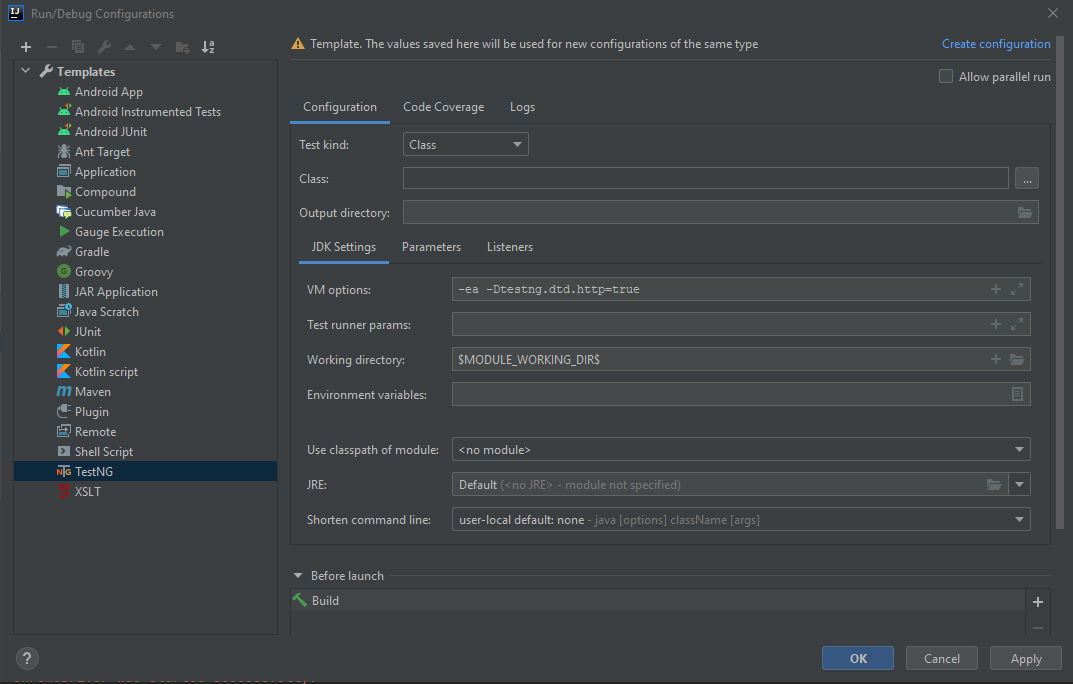 IJ Run/Debug Configurations
Template. The values saved here will be used for new configurations of the same type
Create configuration
Allow parallel run
Templates
Android App
Android Instrumented Tests
Android JUnit
Ant Target
Application
Compound
Cucumber Java
Gauge Execution
Gradle
G Groovy
JAR Application
Java Scratch
JUnit
Kotlin
Kotlin script
m Maven
Plugin
Remote
Shell Script
NTG TestNG
XSLT
Configuration Code Coverage Logs
Test kind: Class
Class: ...
Output directory:
JDK Settings Parameters Listeners
VM options: -ea -Dtestng.dtd.http=true
Test runner params:
Working directory: $MODULE_WORKING_DIR$
Environment variables:
Use classpath of module: <no module>
JRE: Default (<no JRE> - module not specified)
Shorten command line: user-local default: none - java [options] className [args]
Before launch
Build
? OK Cancel Apply